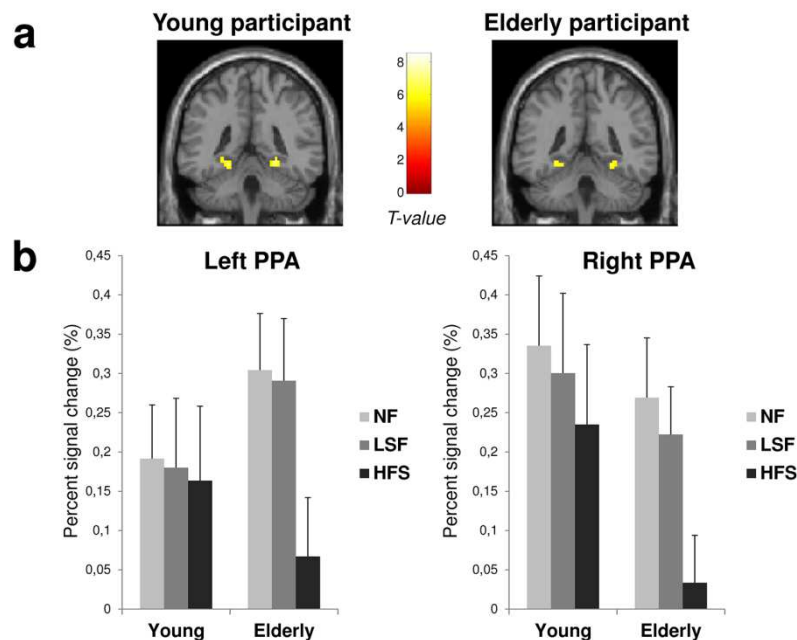 a
Young participant
Elderly participant
8
6
4
2
0
T-value
b
Left PPA
Percent signal change (%)
0,45
0,4
0,35
0,3
0,25
0,2
0,15
0,1
0,05
0
Young
Elderly
NF
LSF
HFS
Right PPA
Percent signal change (%)
0,45
0,4
0,35
0,3
0,25
0,2
0,15
0,1
0,05
0
Young
Elderly
NF
LSF
HFS